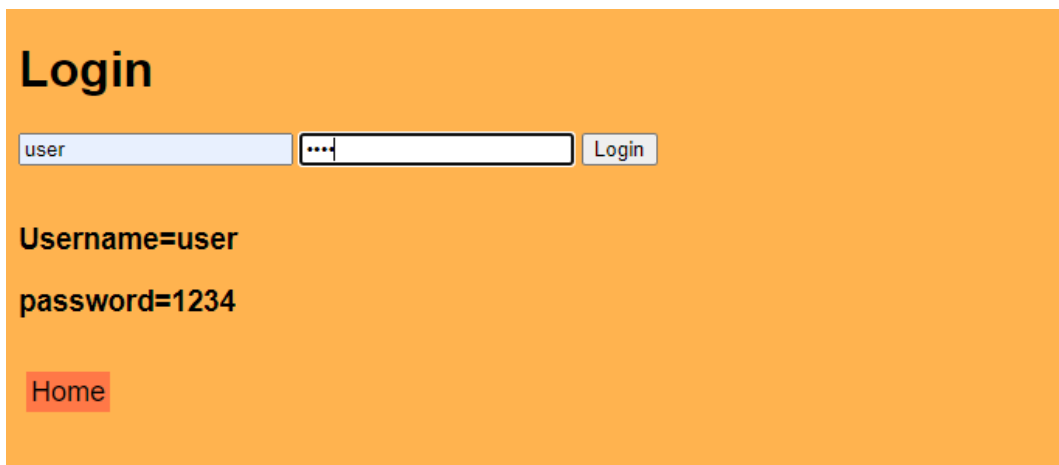 Login
user •••• Login
Username=user
password=1234
Home